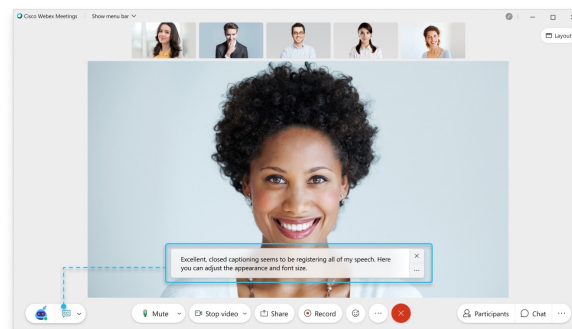 Cisco Webex Meetings Show menu bar
Layout
Excellent, closed captioning seems to be registering all of my speech. Here
you can adjust the appearance and font size.
Mute Stop video Share Record Participants Chat